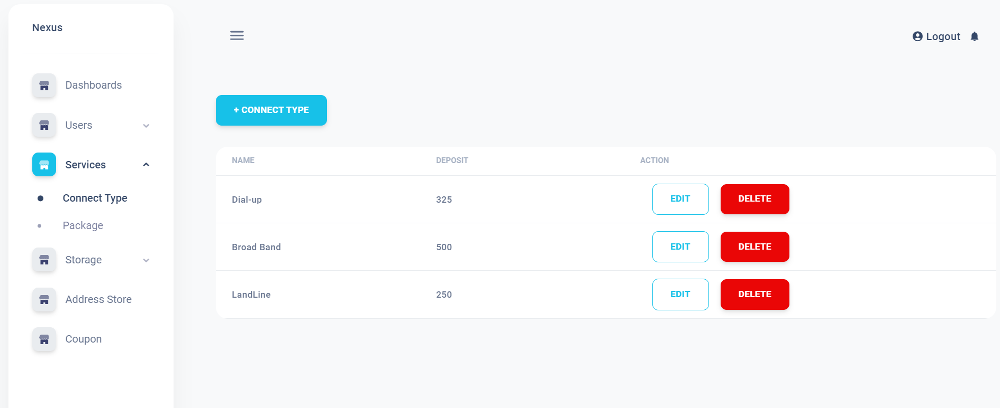 Nexus
Logout
Dashboards
Users
Services
Connect Type
Package
Storage
Address Store
Coupon
+ CONNECT TYPE
NAME DEPOSIT ACTION
Dial-up 325 EDIT DELETE
Broad Band 500 EDIT DELETE
LandLine 250 EDIT DELETE